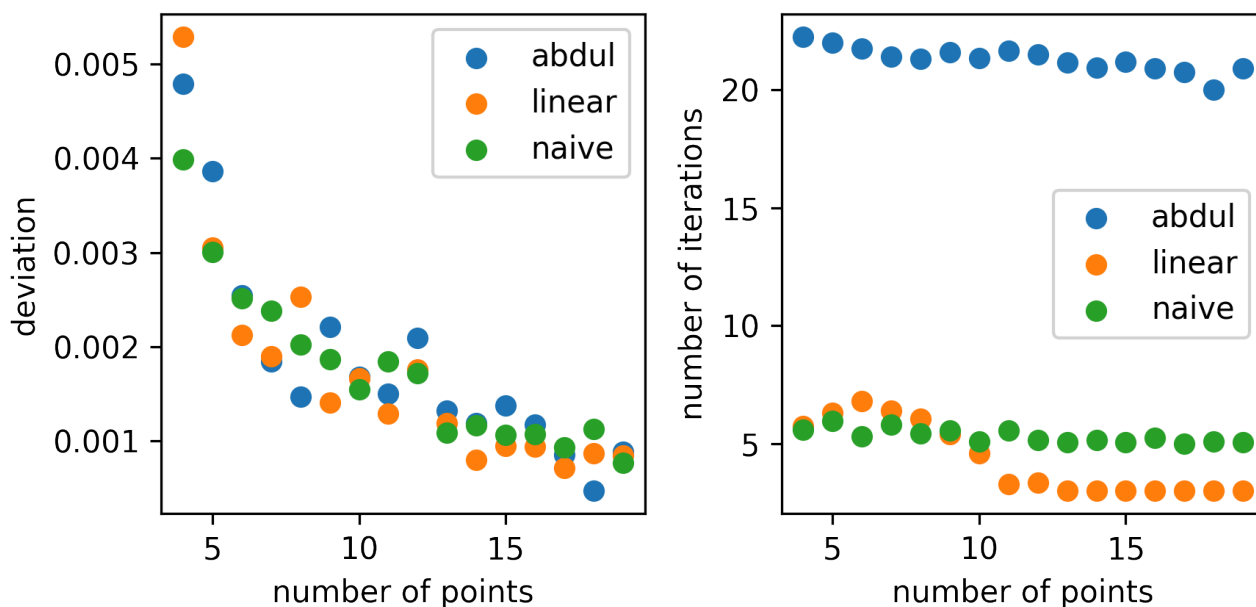 deviation
0.005
0.004
0.003
0.002
0.001
5
10
15
number of points
abdul
linear
naive
number of iterations
20
15
10
5
5
10
15
number of points
abdul
linear
naive